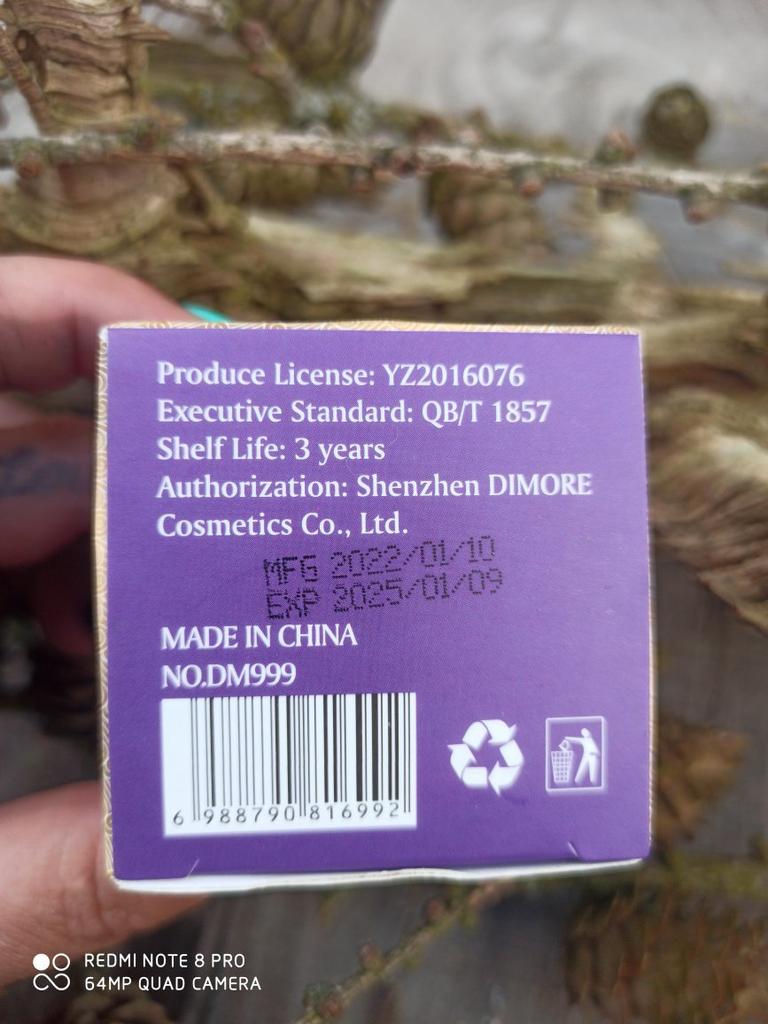 Produce License: YZ2016076
Executive Standard: QB/T 1857
Shelf Life: 3 years
Authorization: Shenzhen DIMORE
Cosmetics Co., Ltd.
MFG 2022/01/10
EXP 2025/01/09
MADE IN CHINA
NO.DM999
6 988790 816992
REDMI NOTE 8 PRO
64MP QUAD CAMERA